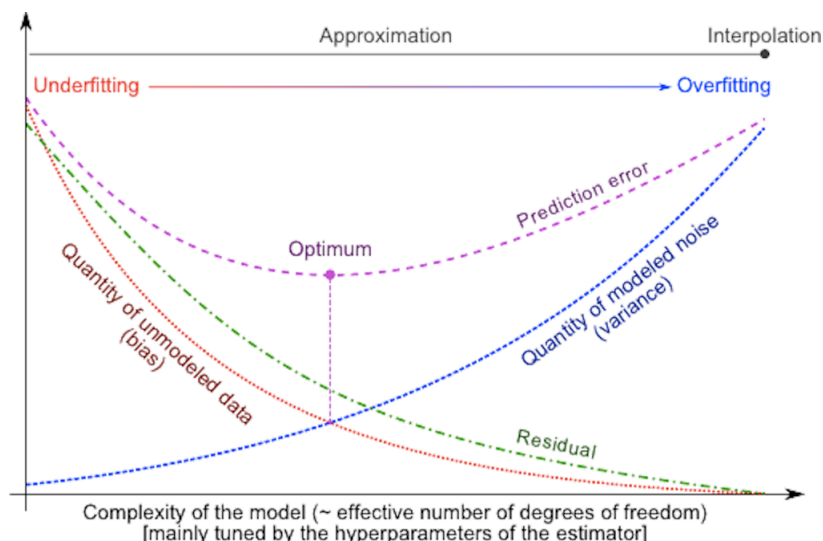 Approximation
Interpolation
Underfitting
Overfitting
Prediction error
Optimum
Quantity of unmodeled data
(bias)
Quantity of modeled noise
(variance)
Residual
Complexity of the model (~ effective number of degrees of freedom)
[mainly tuned by the hyperparameters of the estimator]